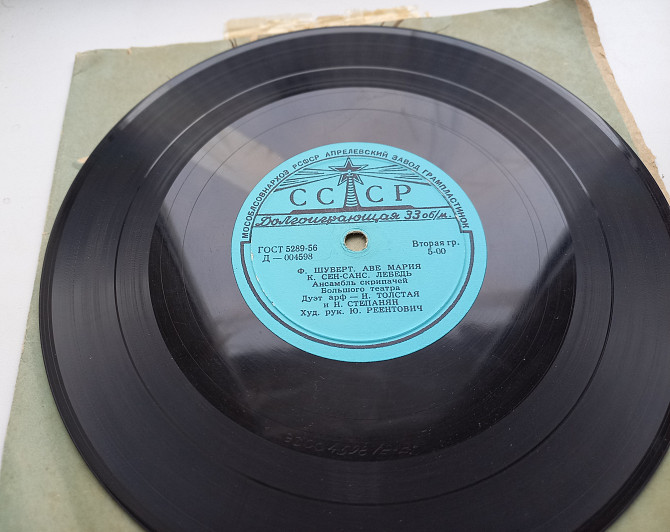 МОСОБЛСОВНАРХОЗ РСФСР АПРЕЛЕВСКИЙ ЗАВОД ГРАМПЛАСТИНОК
СССР
Долгоиграющая 33 об/м.
ГОСТ 5289-56 Вторая гр.
Д — 004598 5-00
Ф. ШУБЕРТ. АВЕ МАРИЯ
К. СЕН-САНС. ЛЕБЕДЬ
Ансамбль скрипачей
Большого театра
Дуэт арф — И. ТОЛСТАЯ
и Н. СТЕПАНЯН
Худ. рук. Ю. РЕЕНТОВИЧ